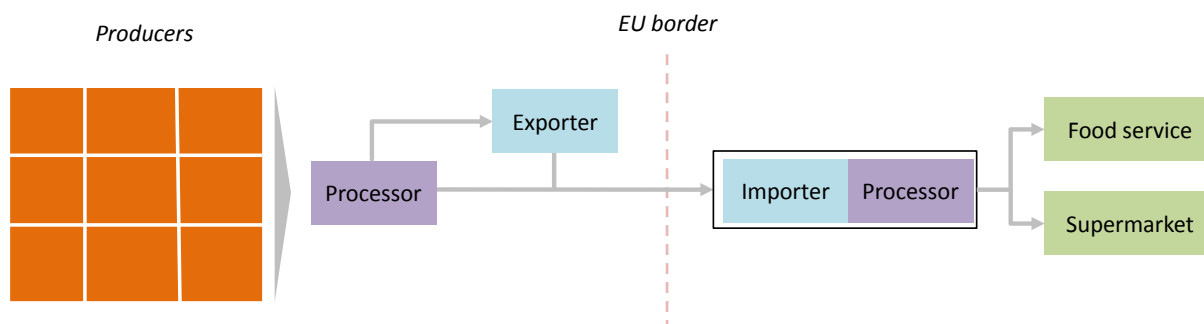 Producers
EU border
Exporter
Processor
Importer
Processor
Food service
Supermarket